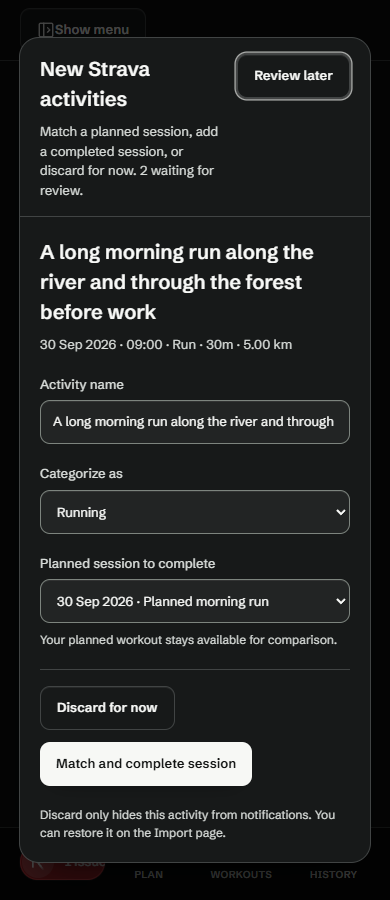 Show menu
New Strava
activities
Review later
Match a planned session, add
a completed session, or
discard for now. 2 waiting for
review.
A long morning run along the
river and through the forest
before work
30 Sep 2026 · 09:00 · Run · 30m · 5.00 km
Activity name
A long morning run along the river and through
Categorize as
Running
Planned session to complete
30 Sep 2026 · Planned morning run
Your planned workout stays available for comparison.
Discard for now
Match and complete session
Discard only hides this activity from notifications. You
can restore it on the Import page.
PLAN WORKOUTS HISTORY